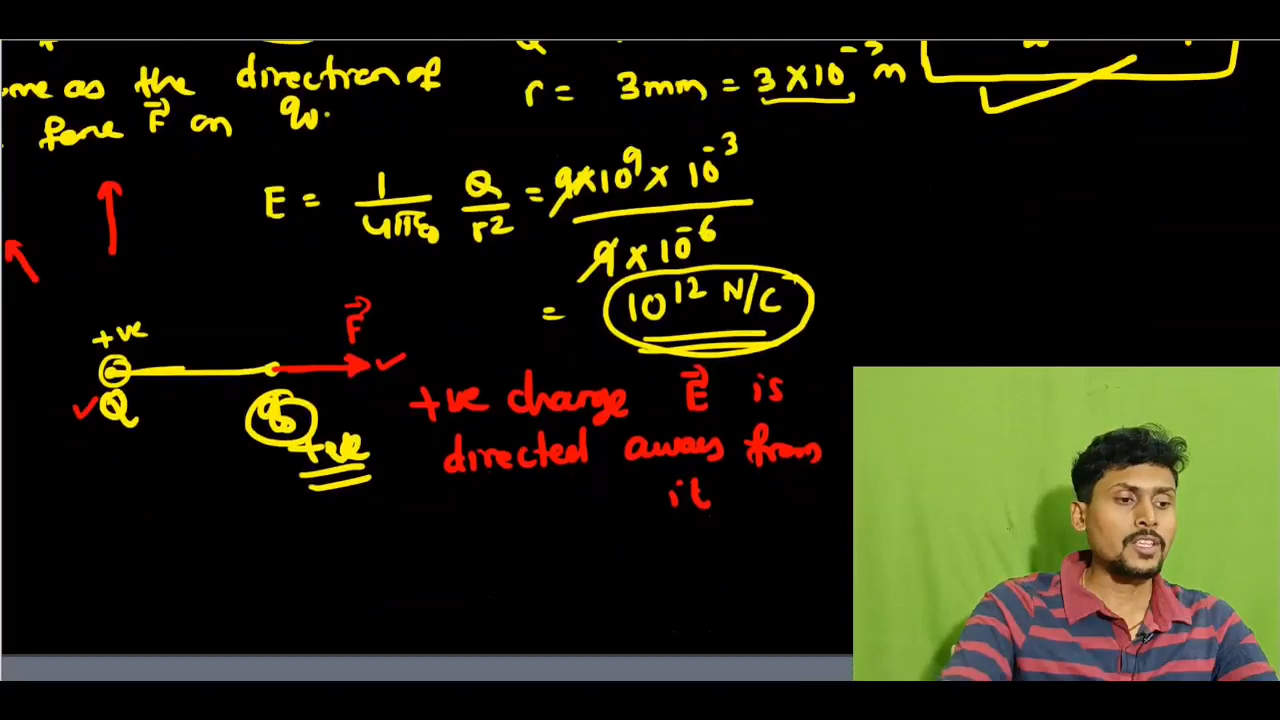 me as the direction of
force F⃗ on q₀.
r = 3mm = 3 × 10⁻³ m
E = 1/4πε₀ Q/r² = 9×10⁹ × 10⁻³ / 9 × 10⁻⁶
= 10¹² N/C
+ve
F⃗
Q
q₀
+ve
+ve charge E⃗ is
directed away from
it